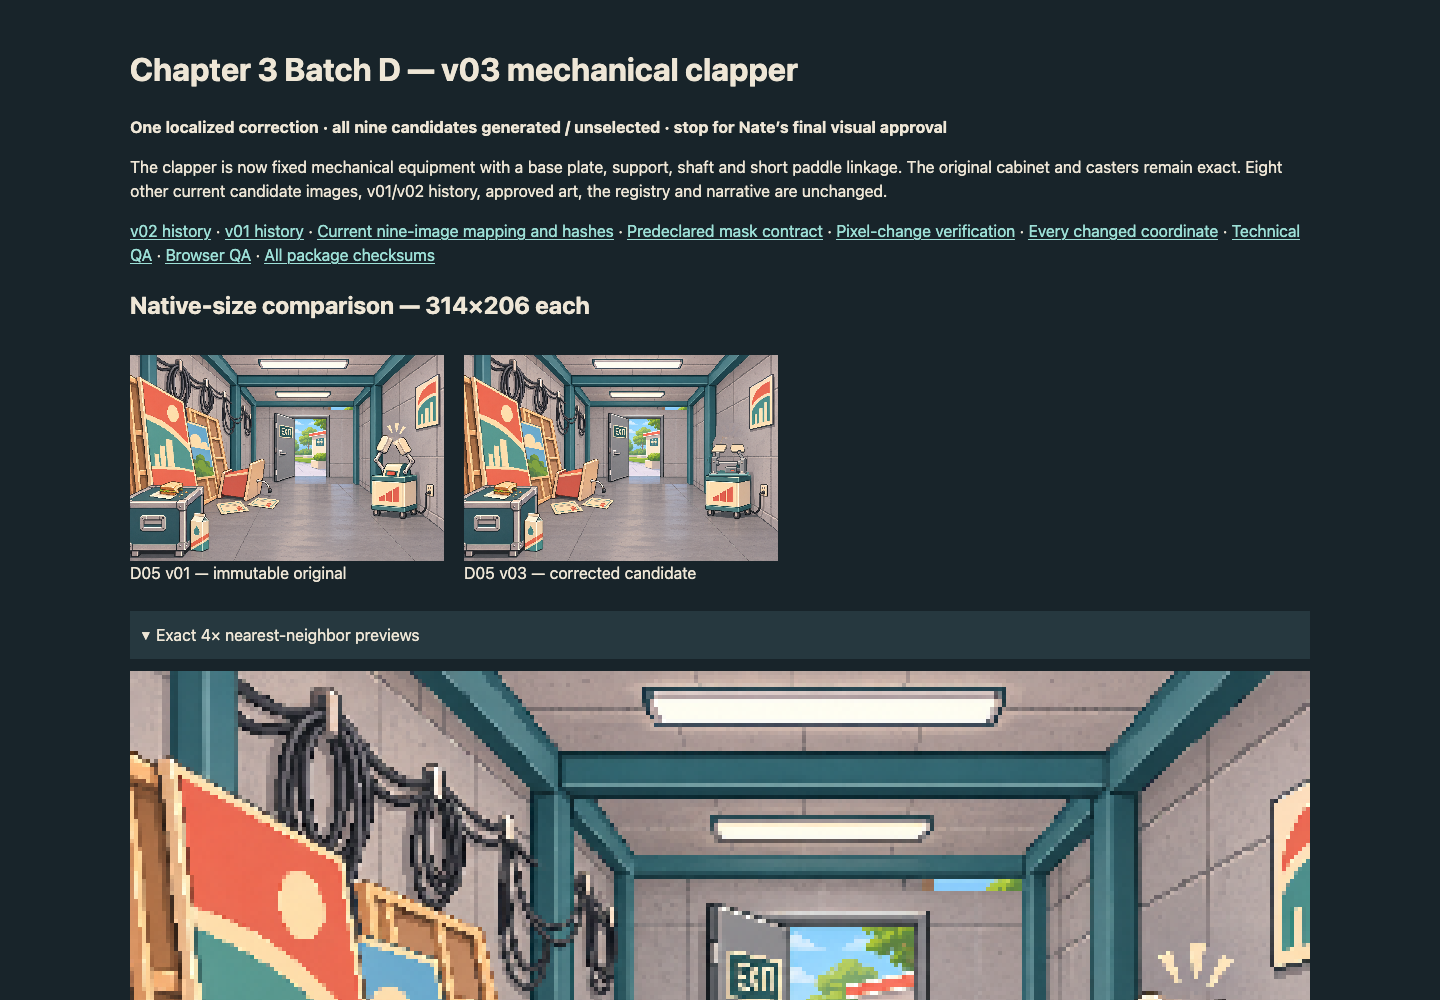 Chapter 3 Batch D — v03 mechanical clapper
One localized correction · all nine candidates generated / unselected · stop for Nate’s final visual approval
The clapper is now fixed mechanical equipment with a base plate, support, shaft and short paddle linkage. The original cabinet and casters remain exact. Eight
other current candidate images, v01/v02 history, approved art, the registry and narrative are unchanged.
v02 history · v01 history · Current nine-image mapping and hashes · Predeclared mask contract · Pixel-change verification · Every changed coordinate · Technical
QA · Browser QA · All package checksums
Native-size comparison — 314×206 each
D05 v01 — immutable original
D05 v03 — corrected candidate
▾ Exact 4× nearest-neighbor previews